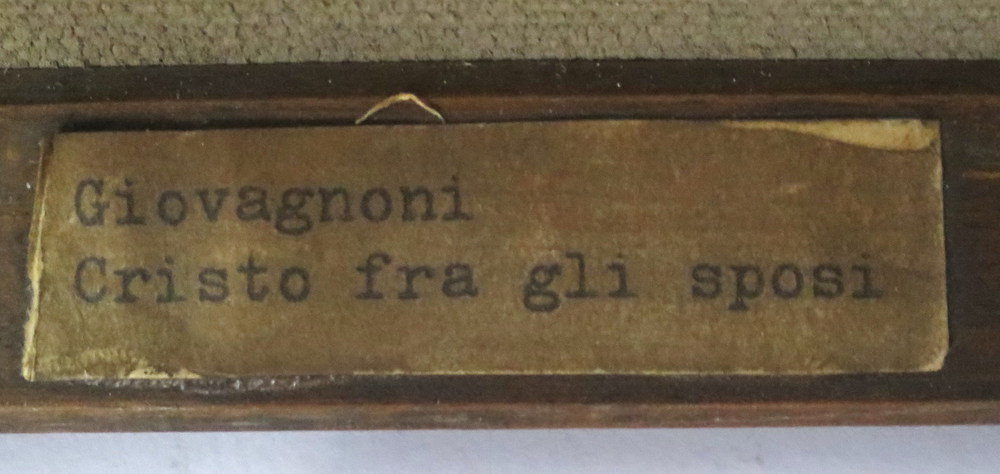 Giovagnoni
Cristo fra gli sposi